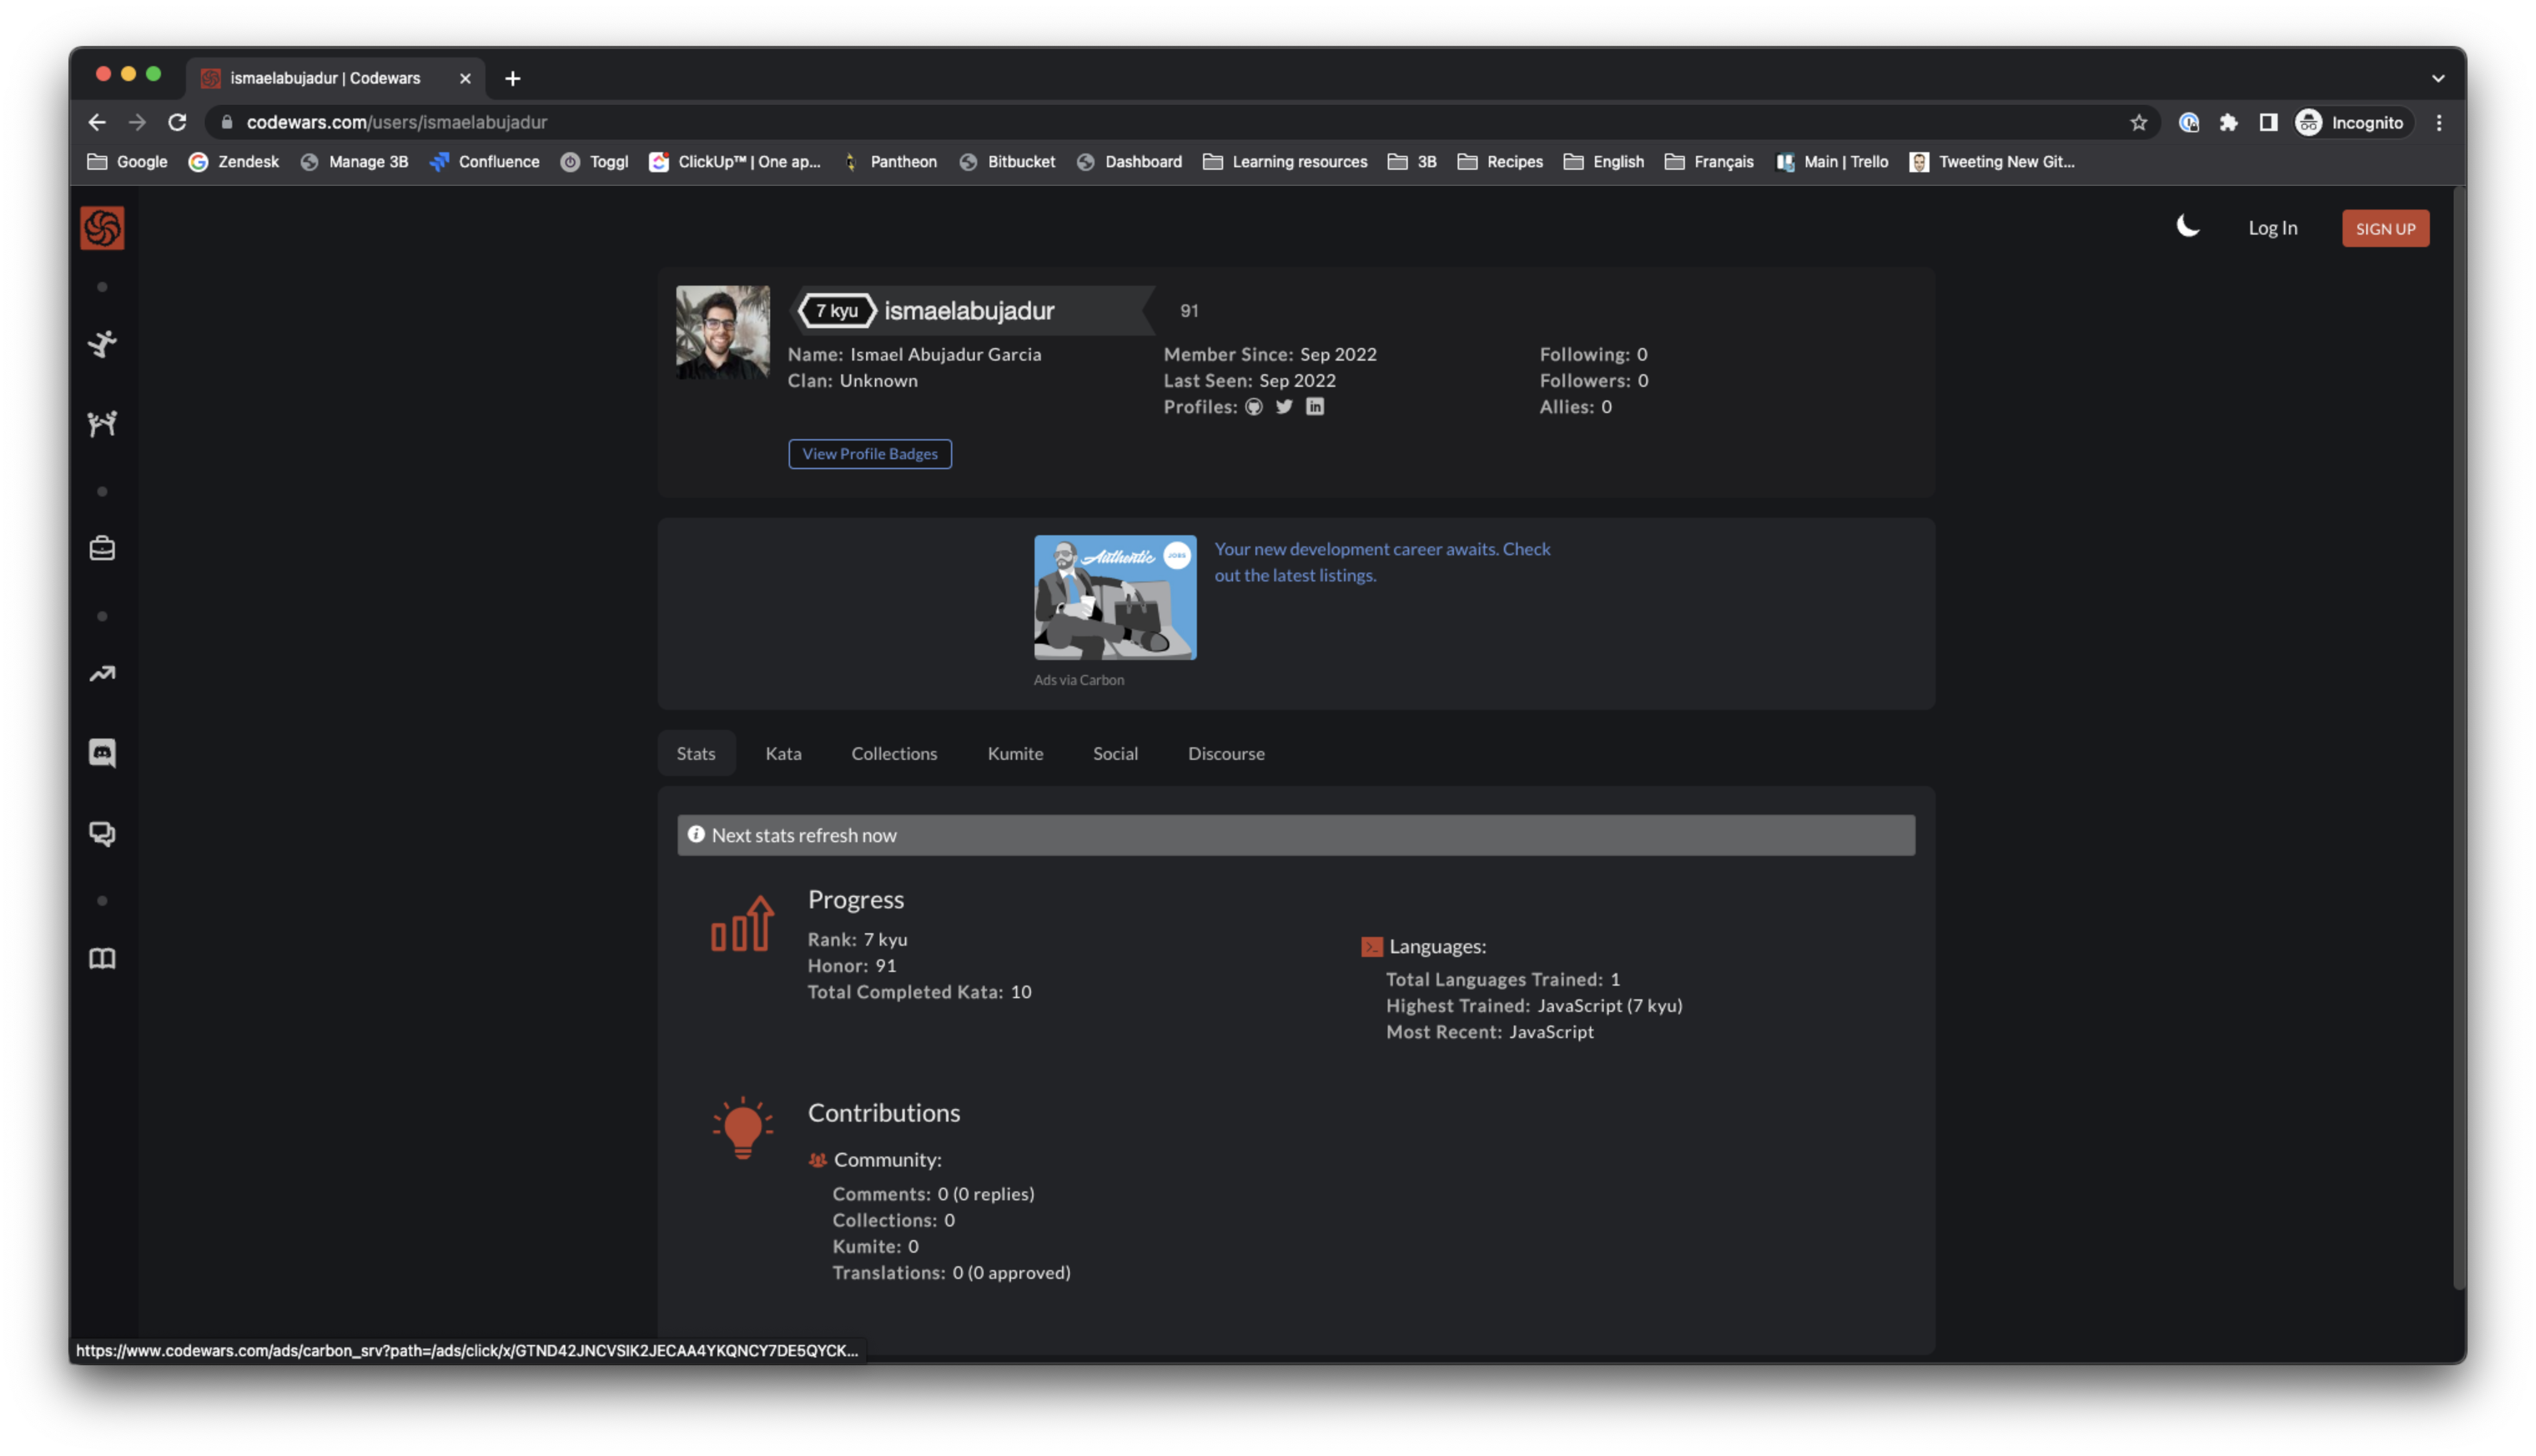 ismaelabujadur | Codewars
codewars.com/users/ismaelabujadur
Incognito
Google Zendesk Manage 3B Confluence Toggl ClickUp™ | One ap... Pantheon Bitbucket Dashboard Learning resources 3B Recipes English Français Main | Trello Tweeting New Git...
Log In SIGN UP
7 kyu ismaelabujadur 91
Name: Ismael Abujadur Garcia
Clan: Unknown
Member Since: Sep 2022
Last Seen: Sep 2022
Profiles:
Following: 0
Followers: 0
Allies: 0
View Profile Badges
Authentic JOBS
Your new development career awaits. Check
out the latest listings.
Ads via Carbon
Stats Kata Collections Kumite Social Discourse
Next stats refresh now
Progress
Rank: 7 kyu
Honor: 91
Total Completed Kata: 10
Languages:
Total Languages Trained: 1
Highest Trained: JavaScript (7 kyu)
Most Recent: JavaScript
Contributions
Community:
Comments: 0 (0 replies)
Collections: 0
Kumite: 0
Translations: 0 (0 approved)
https://www.codewars.com/ads/carbon_srv?path=/ads/click/x/GTND42JNCVSIK2JECAA4YKQNCY7DE5QYCK...